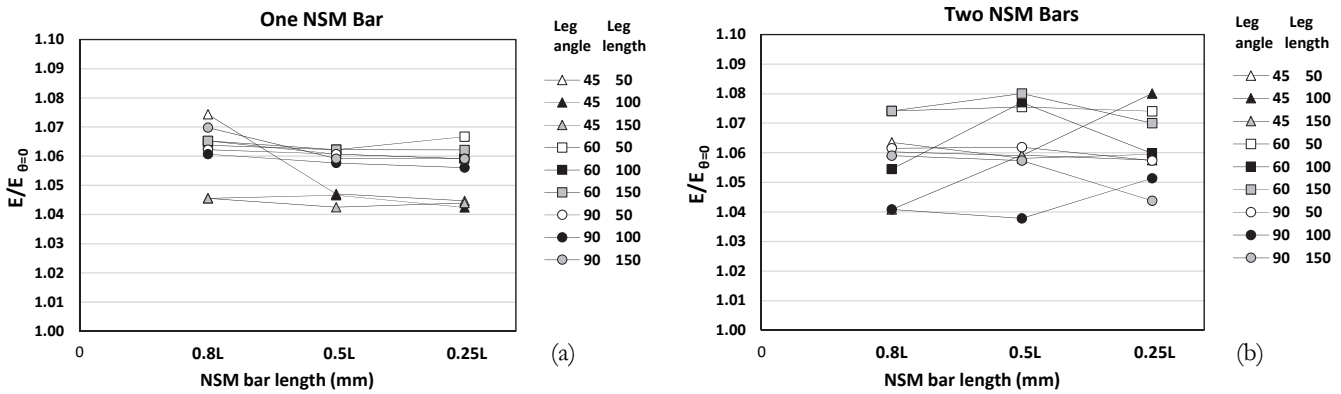 One NSM Bar
E/Eθ=0
1.10
1.09
1.08
1.07
1.06
1.05
1.04
1.03
1.02
1.01
1.00
0 0.8L 0.5L 0.25L
NSM bar length (mm)
Leg Leg
angle length
45 50
45 100
45 150
60 50
60 100
60 150
90 50
90 100
90 150
(a)
Two NSM Bars
E/Eθ=0
1.10
1.09
1.08
1.07
1.06
1.05
1.04
1.03
1.02
1.01
1.00
0 0.8L 0.5L 0.25L
NSM bar length (mm)
Leg Leg
angle length
45 50
45 100
45 150
60 50
60 100
60 150
90 50
90 100
90 150
(b)